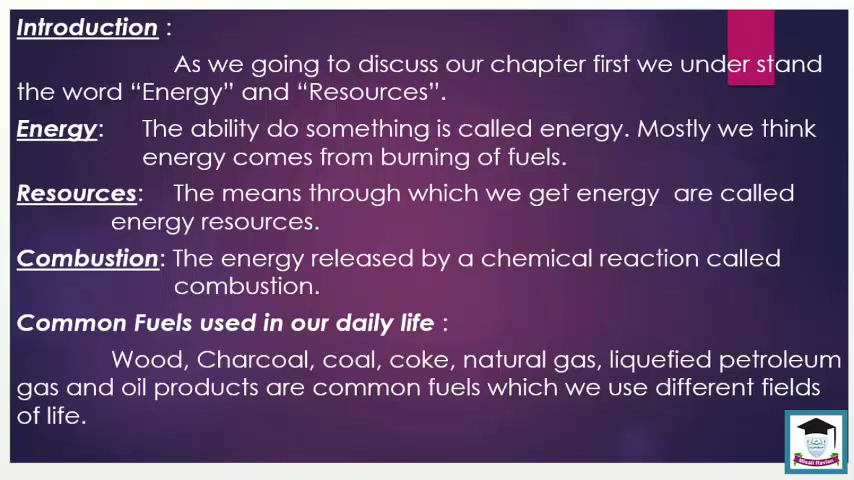 Introduction :
As we going to discuss our chapter first we under stand
the word “Energy” and “Resources”.
Energy: The ability do something is called energy. Mostly we think
energy comes from burning of fuels.
Resources: The means through which we get energy are called
energy resources.
Combustion: The energy released by a chemical reaction called
combustion.
Common Fuels used in our daily life :
Wood, Charcoal, coal, coke, natural gas, liquefied petroleum
gas and oil products are common fuels which we use different fields
of life.